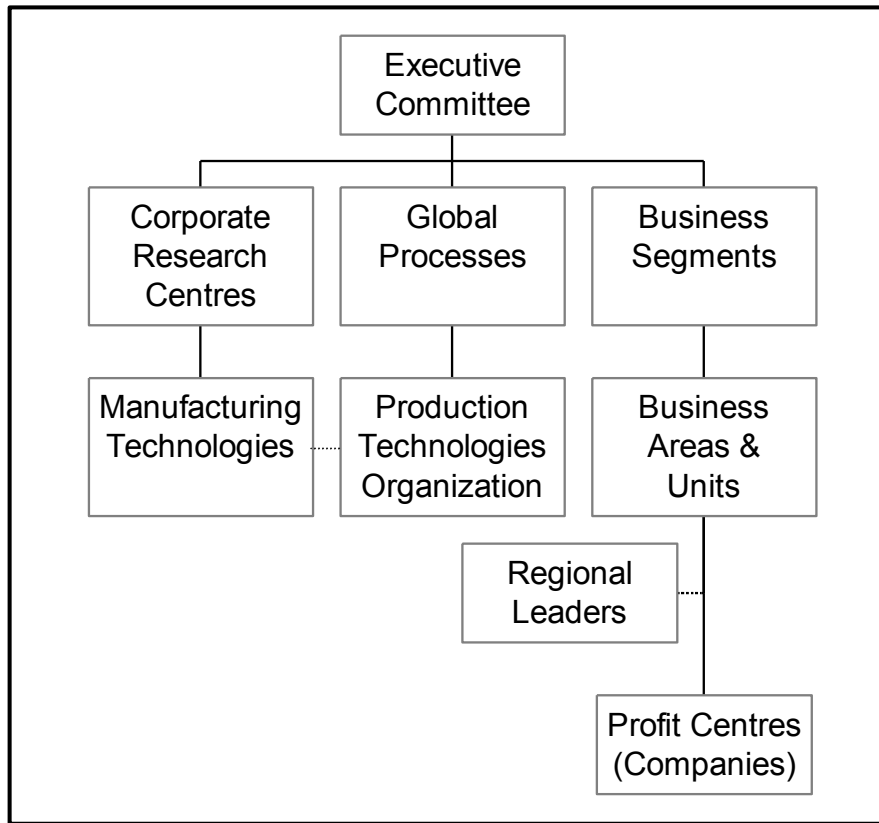 Executive
Committee
Corporate
Research
Centres
Global
Processes
Business
Segments
Manufacturing
Technologies
Production
Technologies
Organization
Business
Areas &
Units
Regional
Leaders
Profit Centres
(Companies)